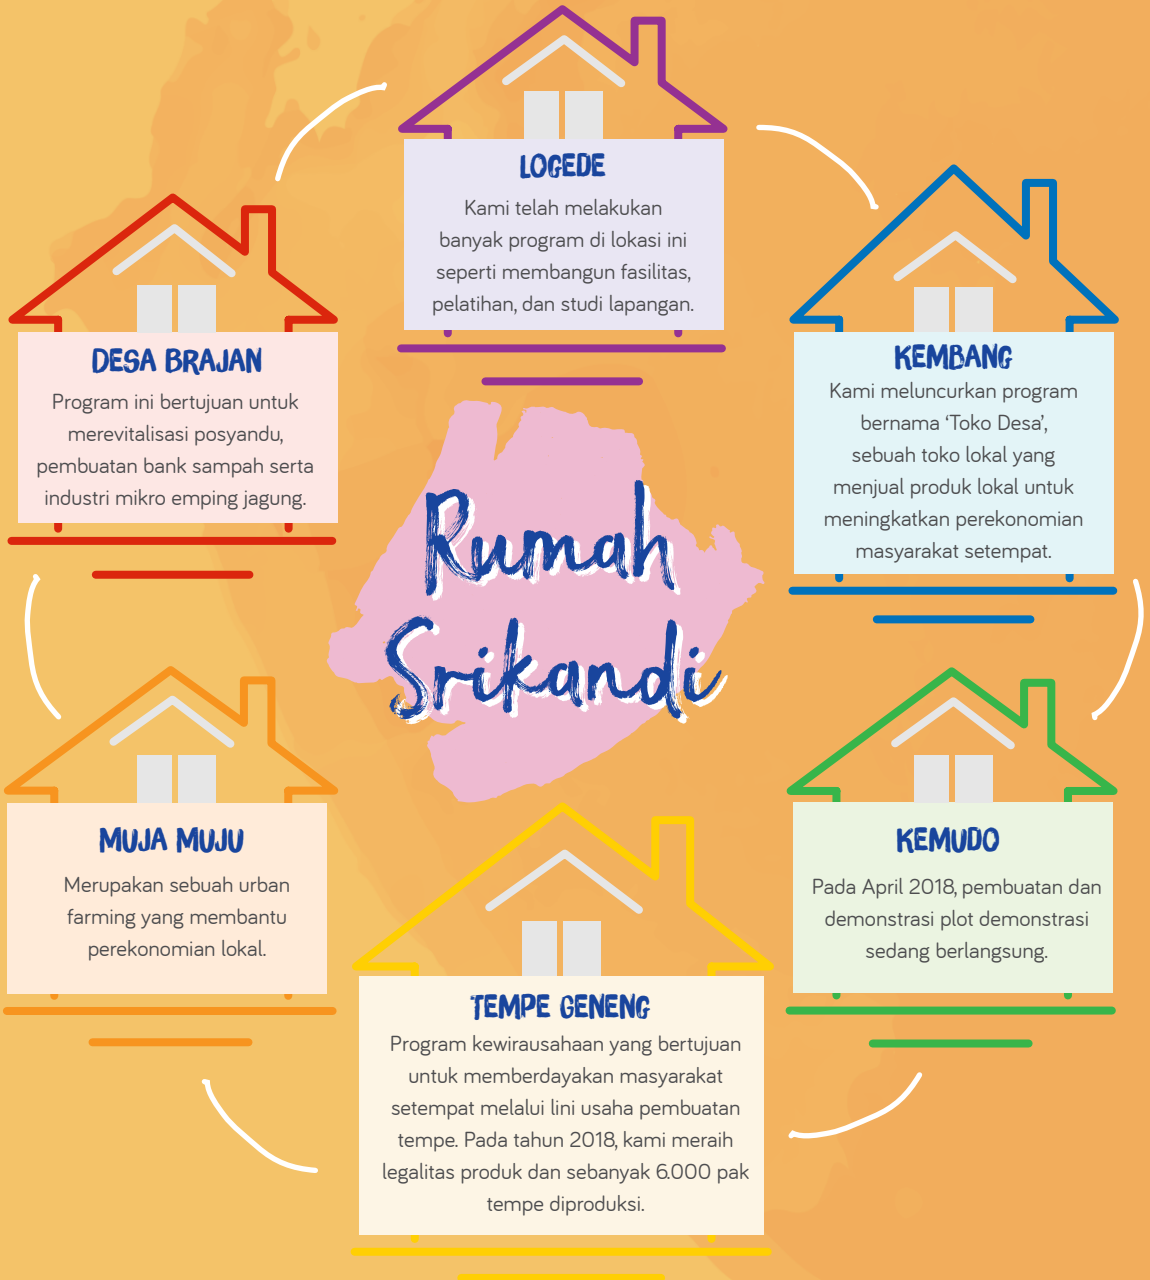 LOGEDE
Kami telah melakukan
banyak program di lokasi ini
seperti membangun fasilitas,
pelatihan, dan studi lapangan.
DESA BRAJAN
Program ini bertujuan untuk
merevitalisasi posyandu,
pembuatan bank sampah serta
industri mikro emping jagung.
KEMBANG
Kami meluncurkan program
bernama ‘Toko Desa’,
sebuah toko lokal yang
menjual produk lokal untuk
meningkatkan perekonomian
masyarakat setempat.
Rumah
Srikandi
MUJA MUJU
Merupakan sebuah urban
farming yang membantu
perekonomian lokal.
KEMUDO
Pada April 2018, pembuatan dan
demonstrasi plot demonstrasi
sedang berlangsung.
TEMPE GENENG
Program kewirausahaan yang bertujuan
untuk memberdayakan masyarakat
setempat melalui lini usaha pembuatan
tempe. Pada tahun 2018, kami meraih
legalitas produk dan sebanyak 6.000 pak
tempe diproduksi.